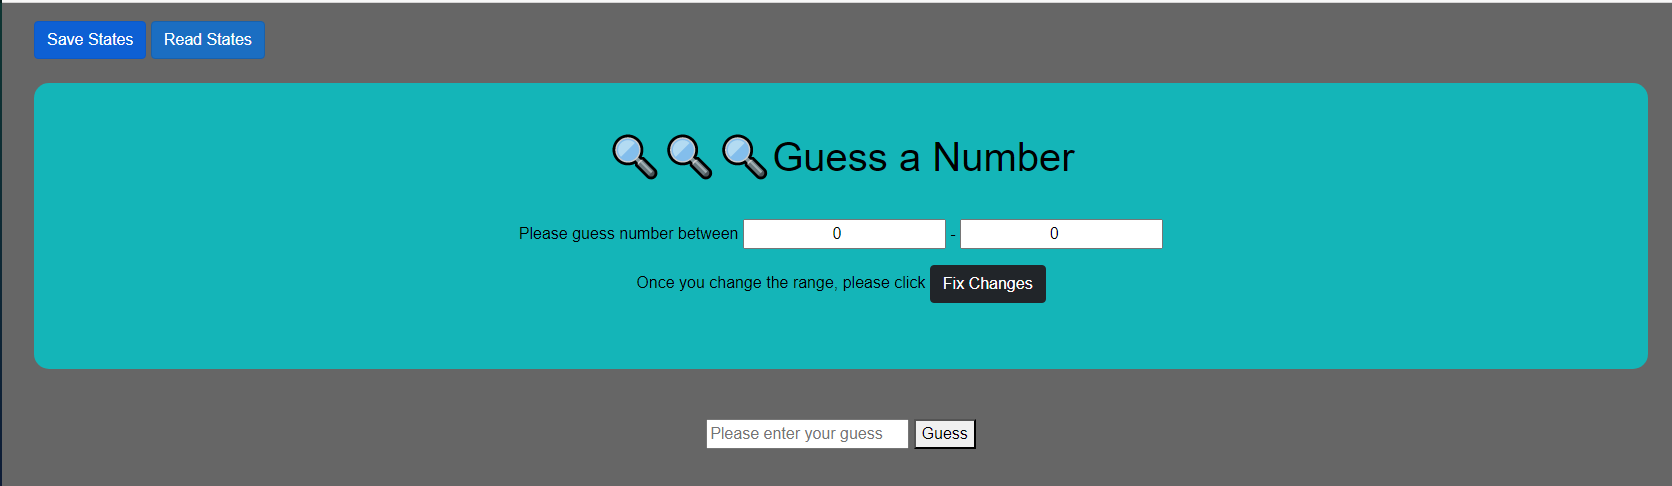 Save States Read States
🔍🔍🔍Guess a Number
Please guess number between 0 - 0
Once you change the range, please click Fix Changes
Please enter your guess Guess